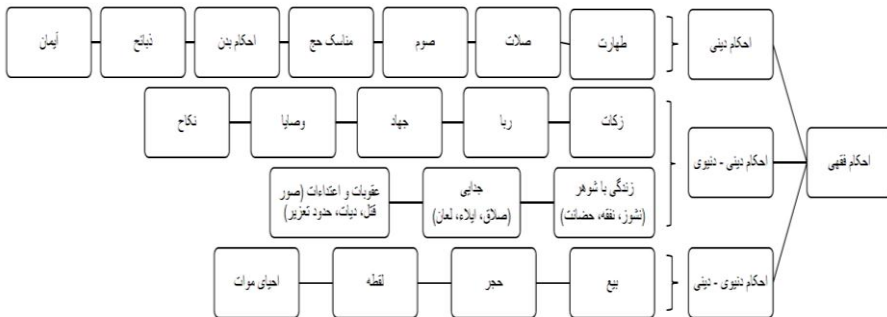 احکام فقهی
احکام دینی
طهارت
صلات
صوم
مناسک حج
احکام بدن
ذبائح
أیمان
احکام دینی - دنیوی
زکات
ربا
جهاد
وصایا
نکاح
زندگی با شوهر
(نشوز، نفقه، حضانت)
جدایی
(صلاق، ایلاء، لعان)
عقوبات و اعتداءات (صور
قتل، دیات، حدود تعزیر)
احکام دنیوی - دینی
بیع
حجر
لقطه
احیای موات